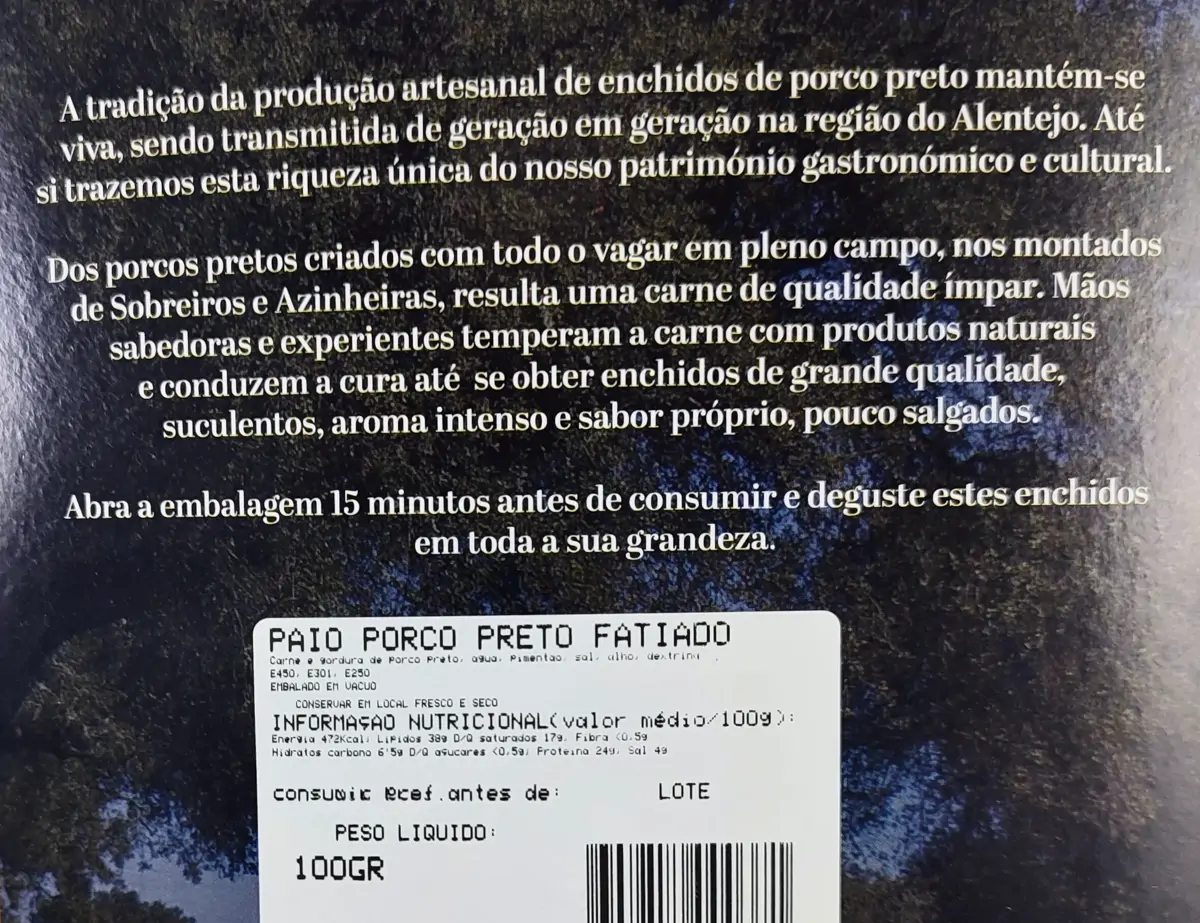 A tradição da produção artesanal de enchidos de porco preto mantém-se
viva, sendo transmitida de geração em geração na região do Alentejo. Até
si trazemos esta riqueza única do nosso património gastronómico e cultural.
Dos porcos pretos criados com todo o vagar em pleno campo, nos montados
de Sobreiros e Azinheiras, resulta uma carne de qualidade ímpar. Mãos
sabedoras e experientes temperam a carne com produtos naturais
e conduzem a cura até se obter enchidos de grande qualidade,
suculentos, aroma intenso e sabor próprio, pouco salgados.
Abra a embalagem 15 minutos antes de consumir e deguste estes enchidos
em toda a sua grandeza.
PAIO PORCO PRETO FATIADO
Carne e gordura de Porco Preto, agua, Pimentao, sal, alho, dextrin
E450, E301, E250
EMBALADO EM VACUO
CONSERVAR EM LOCAL FRESCO E SECO
INFORMAÇAO NUTRICIONAL(valor médio/100g):
Energia 472Kcal; Lipidos 38g D/Q saturados 17g, Fibra <0.5g
Hidratos carbono 6'5g D/Q açucares <0.5g; Proteina 24g, Sal 4g
consumir Pref.antes de:
LOTE
PESO LIQUIDO:
100GR